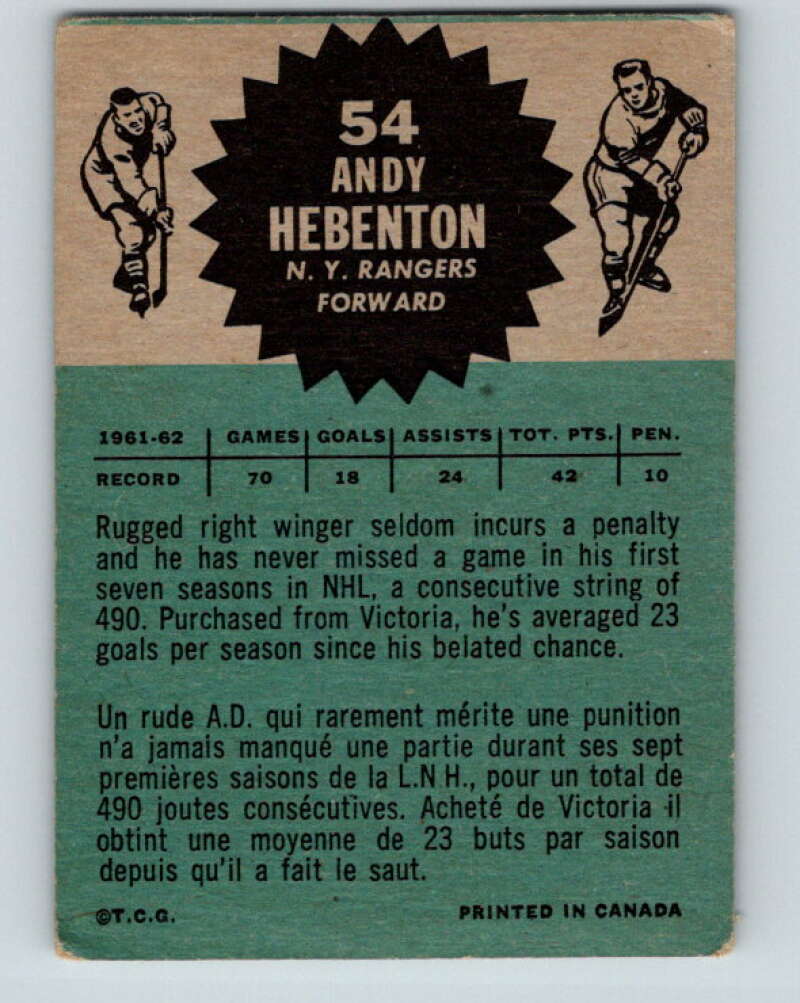 54
ANDY
HEBENTON
N. Y. RANGERS
FORWARD
1961-62 GAMES GOALS ASSISTS TOT. PTS. PEN.
RECORD 70 18 24 42 10
Rugged right winger seldom incurs a penalty
and he has never missed a game in his first
seven seasons in NHL, a consecutive string of
490. Purchased from Victoria, he's averaged 23
goals per season since his belated chance.
Un rude A.D. qui rarement mérite une punition
n'a jamais manqué une partie durant ses sept
premières saisons de la L.N H., pour un total de
490 joutes consécutives. Acheté de Victoria il
obtint une moyenne de 23 buts par saison
depuis qu'il a fait le saut.
©T.C.G. PRINTED IN CANADA